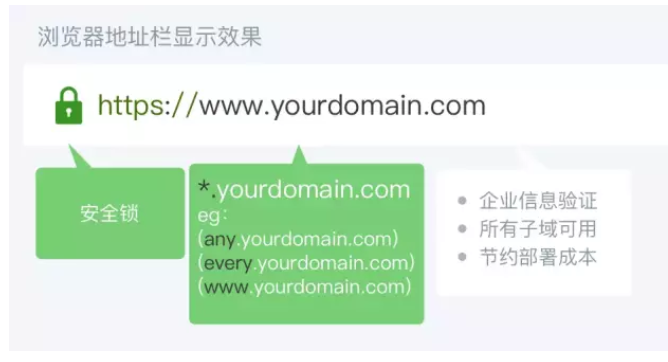 浏览器地址栏显示效果
https://www.yourdomain.com
安全锁
*.yourdomain.com
eg：
(any.yourdomain.com)
(every.yourdomain.com)
(www.yourdomain.com)
企业信息验证
所有子域可用
节约部署成本